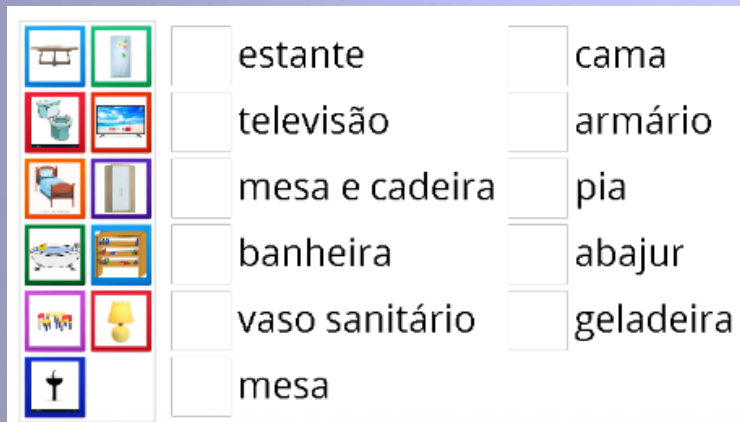 estante
cama
televisão
armário
mesa e cadeira
pia
banheira
abajur
vaso sanitário
geladeira
mesa